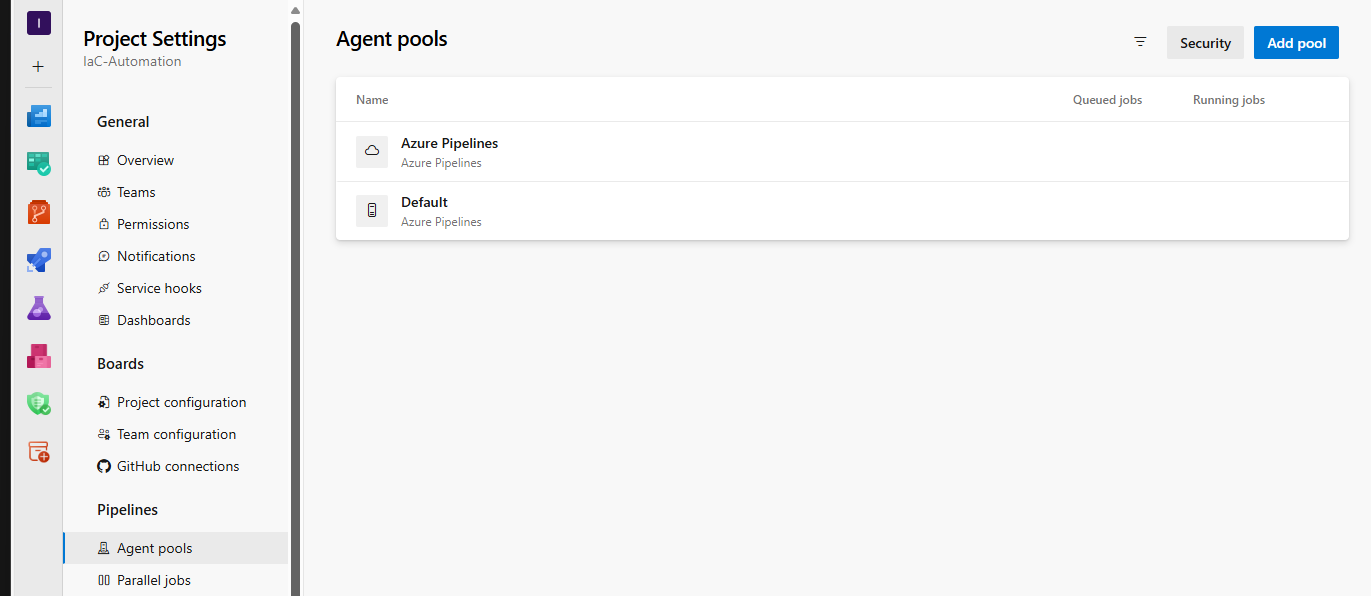 I
Project Settings
IaC-Automation
General
Overview
Teams
Permissions
Notifications
Service hooks
Dashboards
Boards
Project configuration
Team configuration
GitHub connections
Pipelines
Agent pools
Parallel jobs
Agent pools
Security
Add pool
Name
Queued jobs
Running jobs
Azure Pipelines
Azure Pipelines
Default
Azure Pipelines